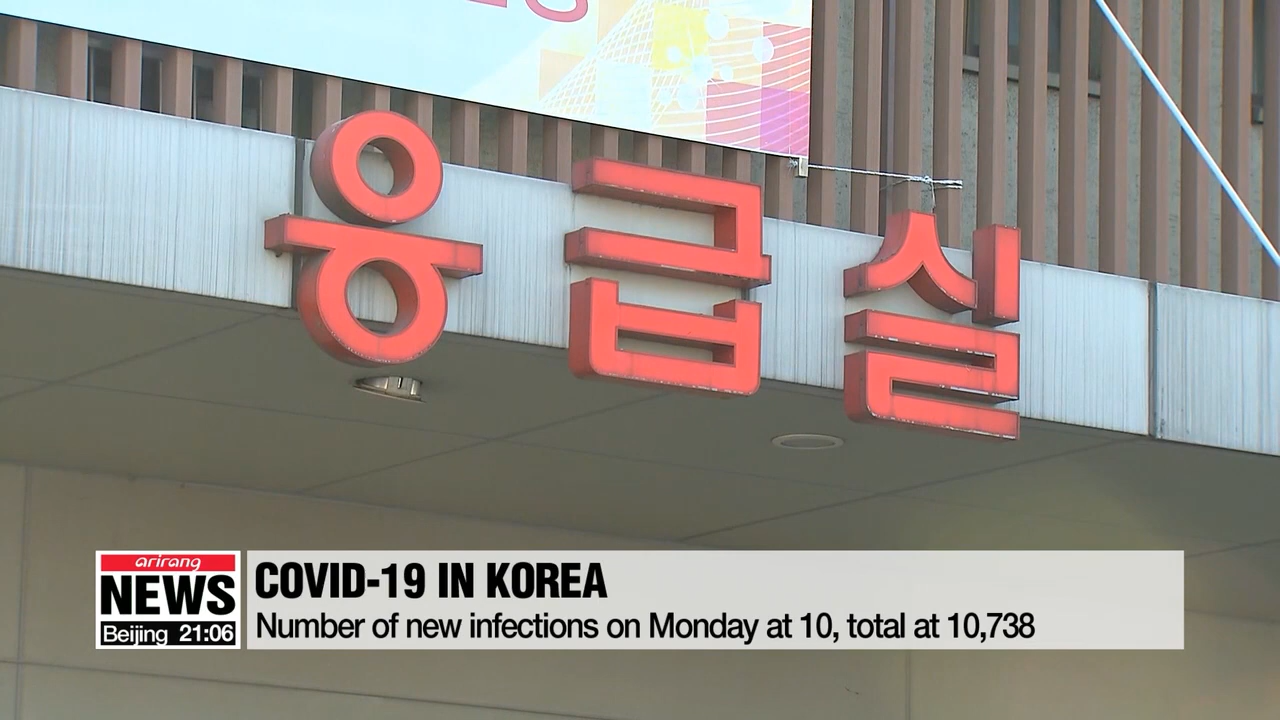 응급실
arirang
NEWS
Beijing 21:06
COVID-19 IN KOREA
Number of new infections on Monday at 10, total at 10,738